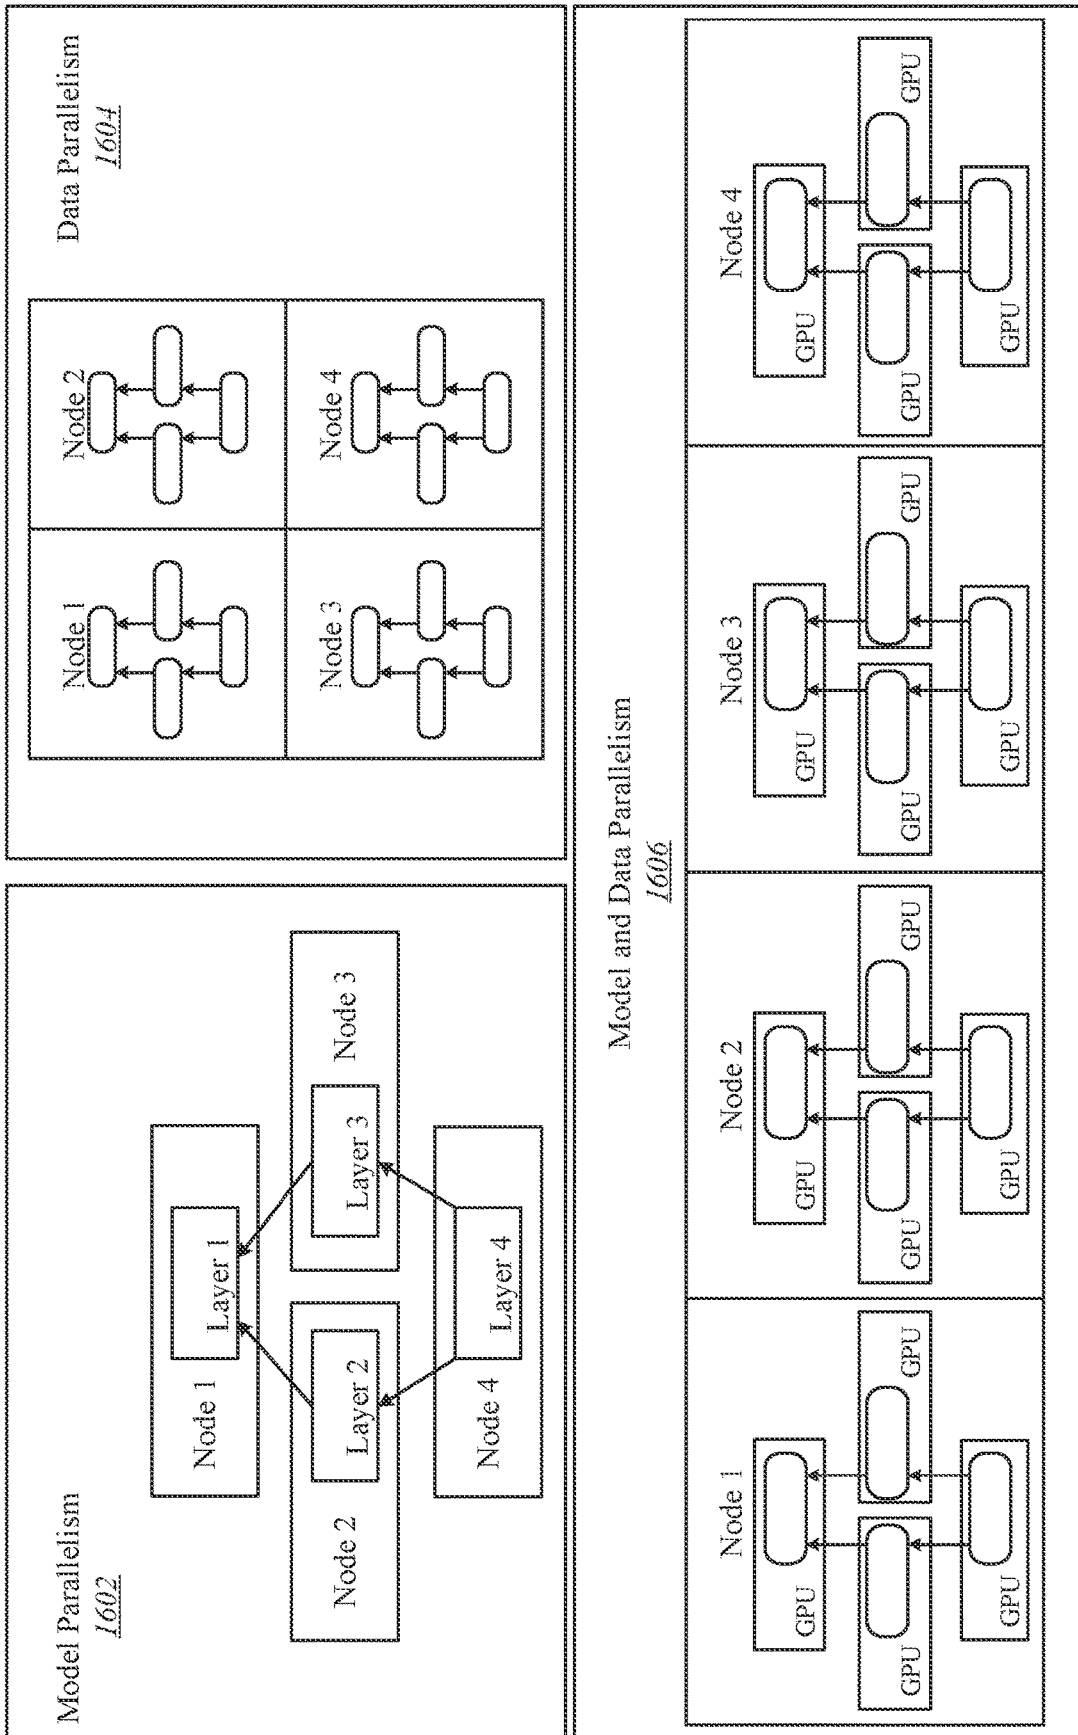 Model Parallelism
1602
Node 1
Layer 1
Node 2
Layer 2
Layer 3
Node 3
Node 4
Layer 4
Data Parallelism
1604
Node 1
Node 2
Node 3
Node 4
Model and Data Parallelism
1606
Node 1
GPU
GPU
GPU
GPU
Node 2
GPU
GPU
GPU
GPU
Node 3
GPU
GPU
GPU
GPU
Node 4
GPU
GPU
GPU
GPU